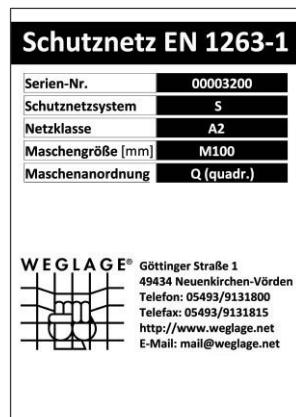 Schutznetz EN 1263-1
Serien-Nr. 00003200
Schutznetzsystem S
Netzklasse A2
Maschengröße [mm] M100
Maschenanordnung Q (quadr.)
WEGLAGE®
Göttinger Straße 1
49434 Neuenkirchen-Vörden
Telefon: 05493/9131800
Telefax: 05493/9131815
http://www.weglage.net
E-Mail: mail@weglage.net